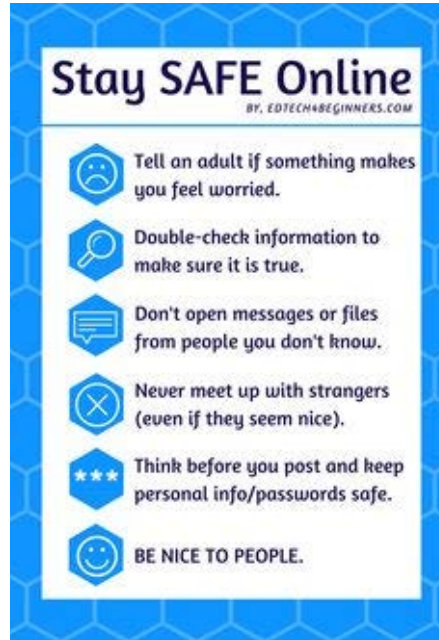 Stay SAFE Online
BY, EDTECH4BEGINNERS.COM
Tell an adult if something makes
you feel worried.
Double-check information to
make sure it is true.
Don't open messages or files
from people you don't know.
Never meet up with strangers
(even if they seem nice).
***
Think before you post and keep
personal info/passwords safe.
BE NICE TO PEOPLE.